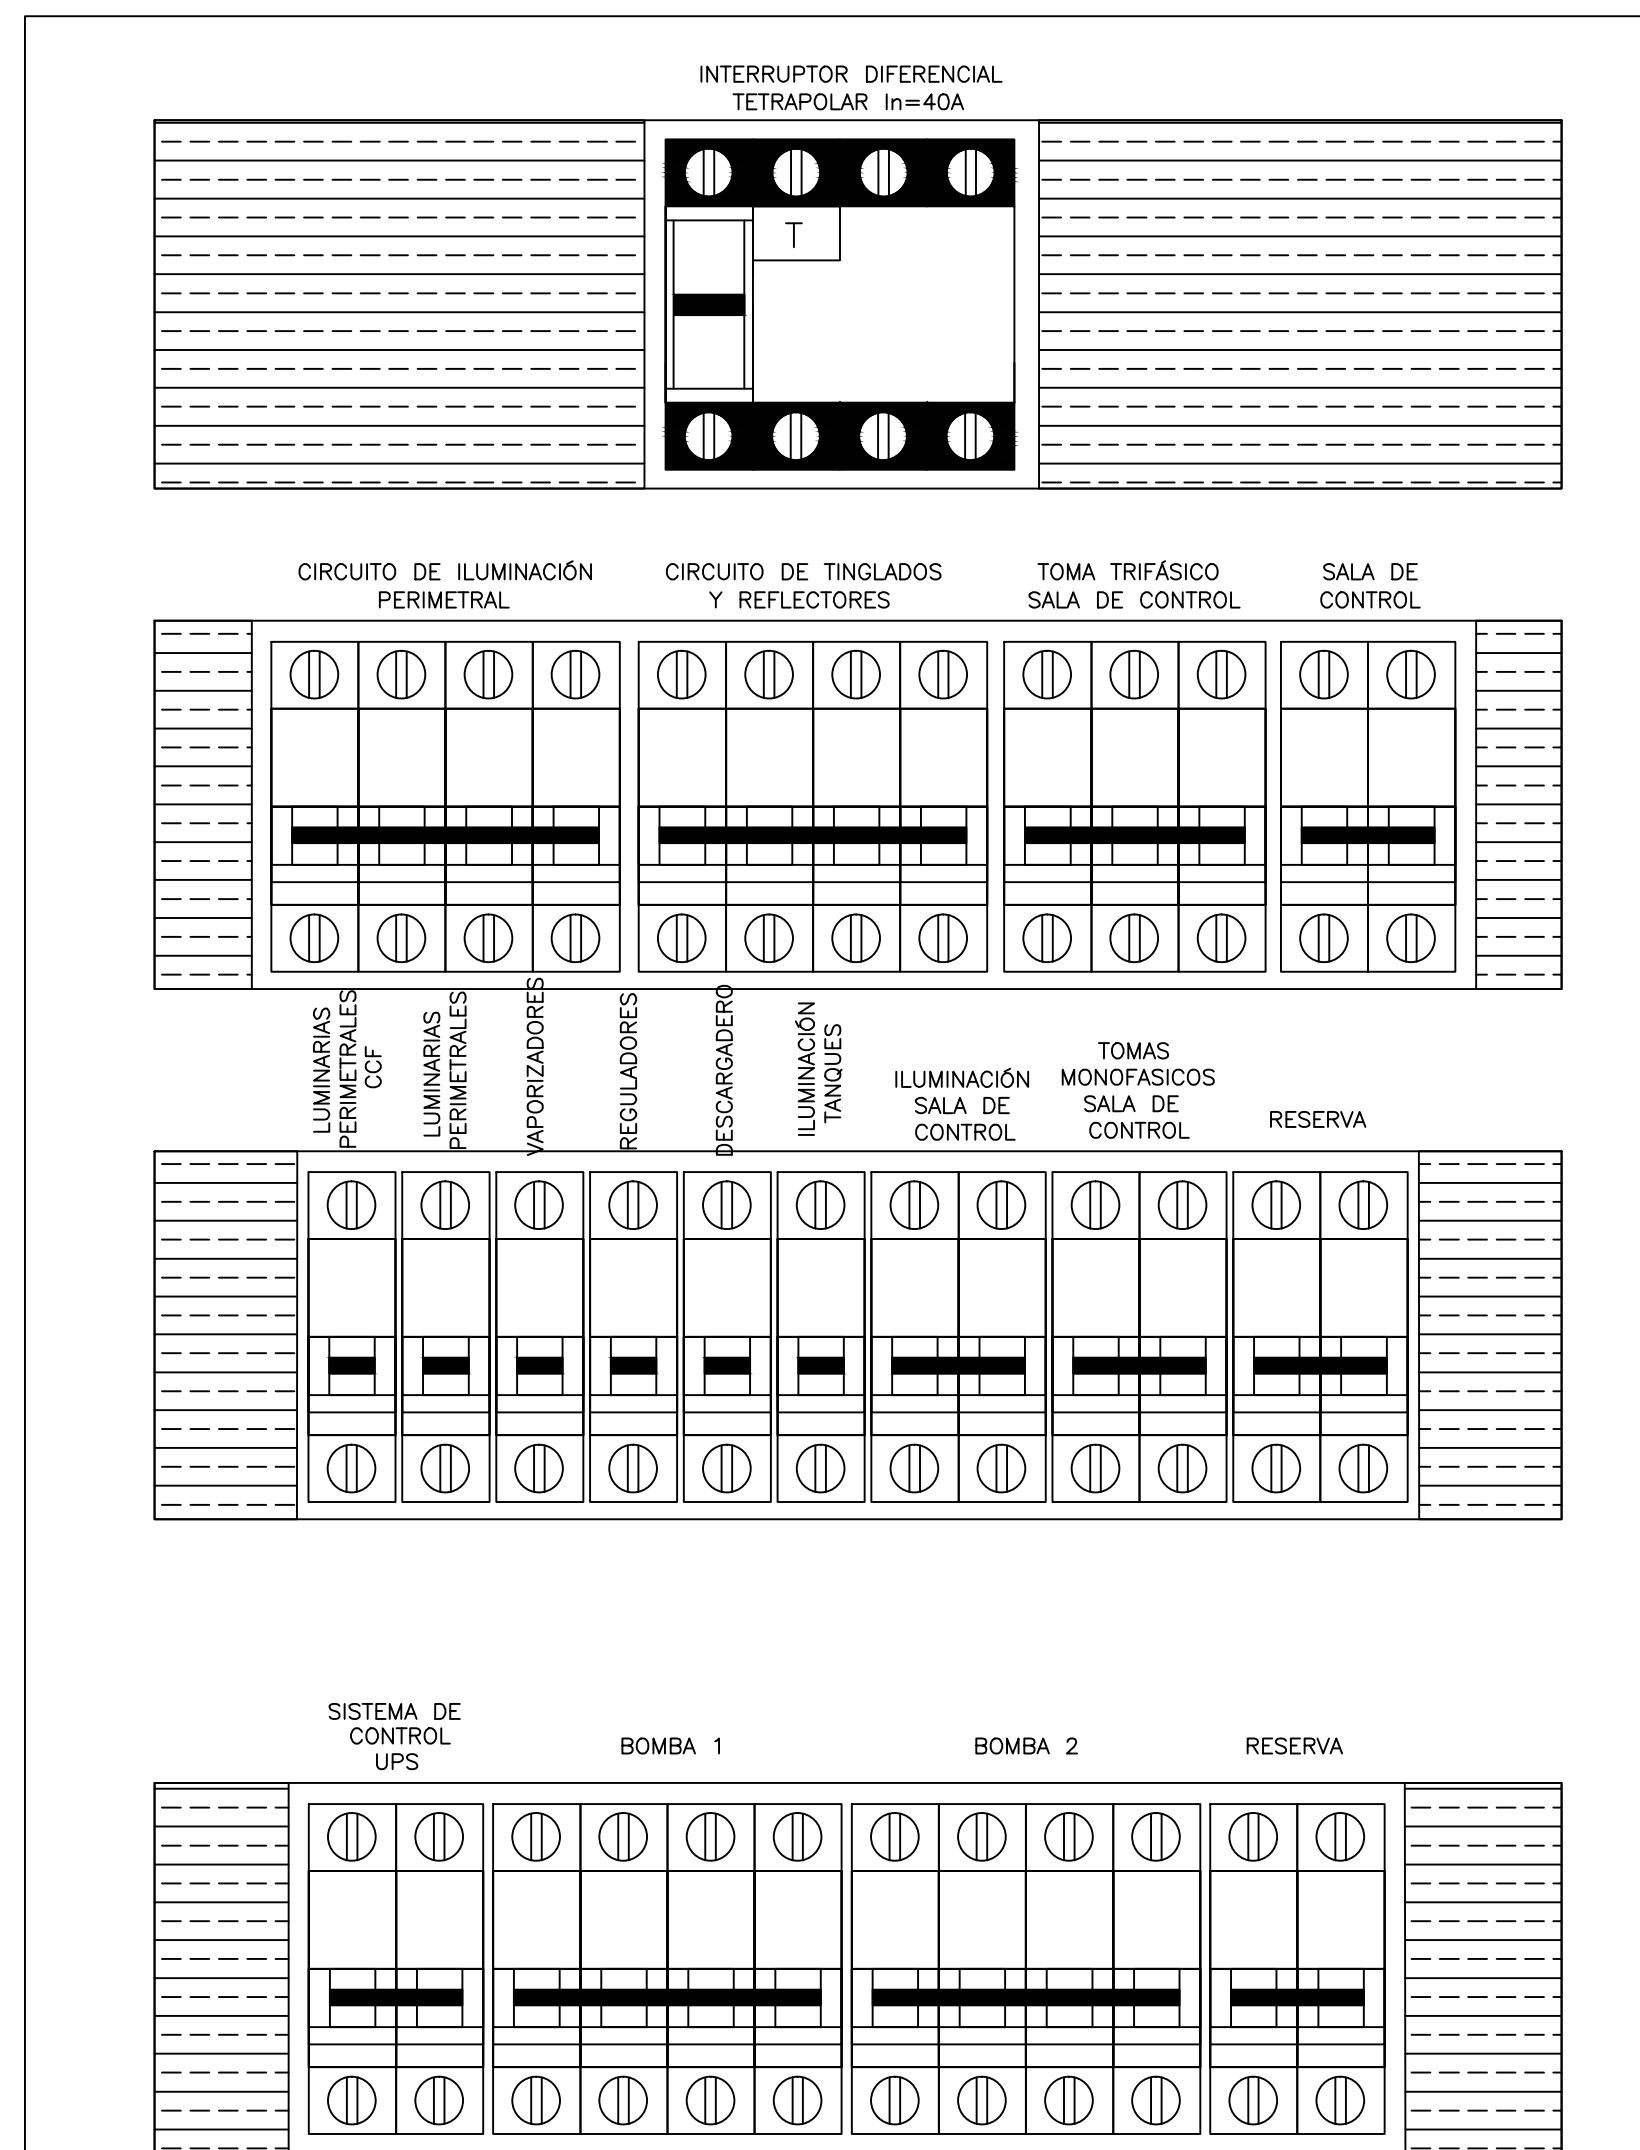 INTERRUPTOR DIFERENCIAL
TETRAPOLAR In=40A
T
CIRCUITO DE ILUMINACIÓN
PERIMETRAL
CIRCUITO DE TINGLADOS
Y REFLECTORES
TOMA TRIFÁSICO
SALA DE CONTROL
SALA DE
CONTROL
LUMINARIAS
PERIMETRALES
CCF
LUMINARIAS
PERIMETRALES
VAPORIZADORES
REGULADORES
DESCARGADERO
ILUMINACIÓN
TANQUES
ILUMINACIÓN
SALA DE
CONTROL
TOMAS
MONOFASICOS
SALA DE
CONTROL
RESERVA
SISTEMA DE
CONTROL
UPS
BOMBA 1
BOMBA 2
RESERVA